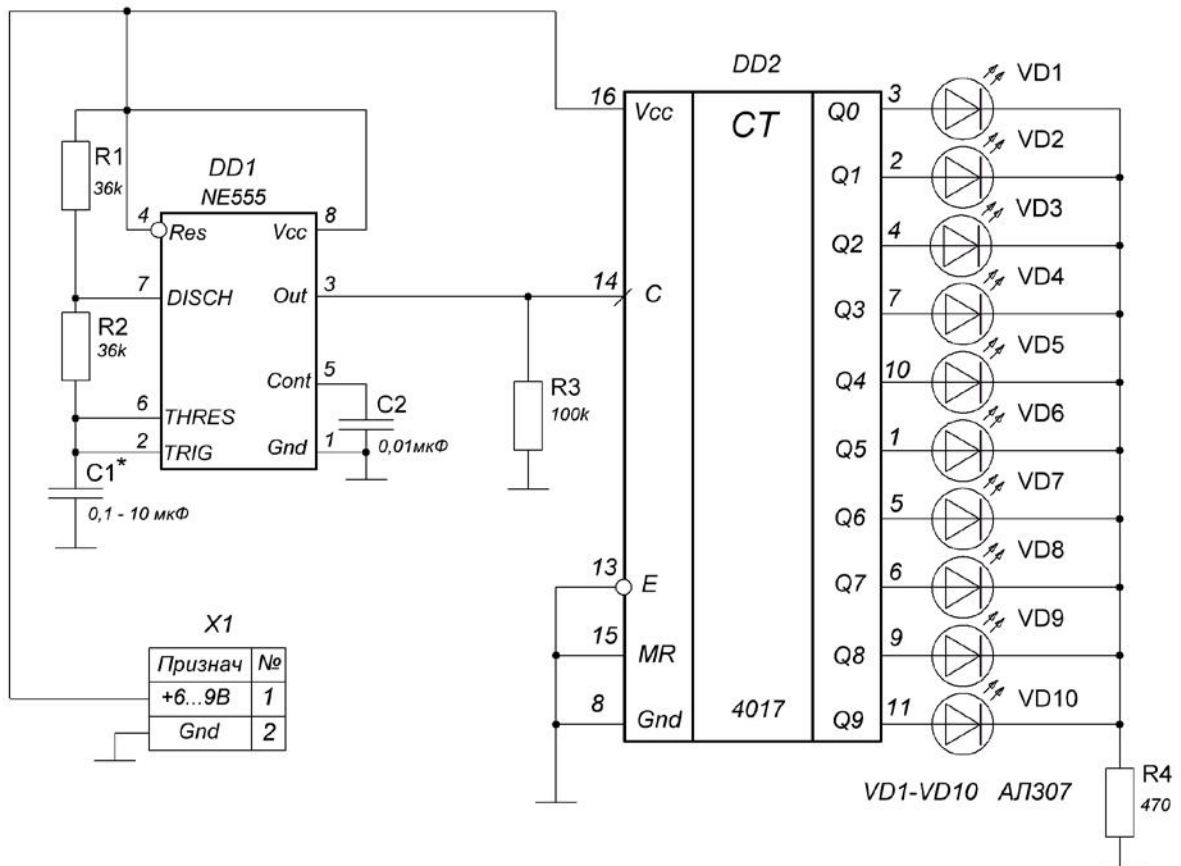 DD2
16
Vcc
CT
Q0
3
VD1
R1
36k
DD1
NE555
Q1
2
VD2
4
Res
Vcc
8
Q2
4
VD3
7
DISCH
Out
3
14
C
Q3
7
VD4
R2
36k
Cont
5
R3
100k
Q4
10
VD5
6
THRES
C2
0,01мкФ
2
TRIG
Gnd
1
Q5
1
VD6
C1*
0,1 - 10 мкФ
Q6
5
VD7
13
E
Q7
6
VD8
X1
15
MR
Q8
9
VD9
Признач №
+6...9В 1
Gnd 2
8
Gnd
4017
Q9
11
VD10
VD1-VD10 АЛ307
R4
470